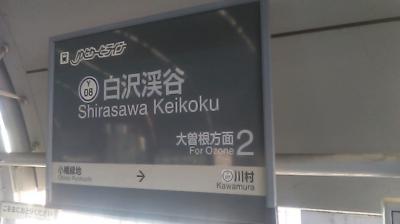 ゆとりーとライン
Y
08
白沢渓谷
Shirasawa Keikoku
大曽根方面 2
For Ozone
小幡緑地
Obata Ryokuchi
→
川村
Kawamura